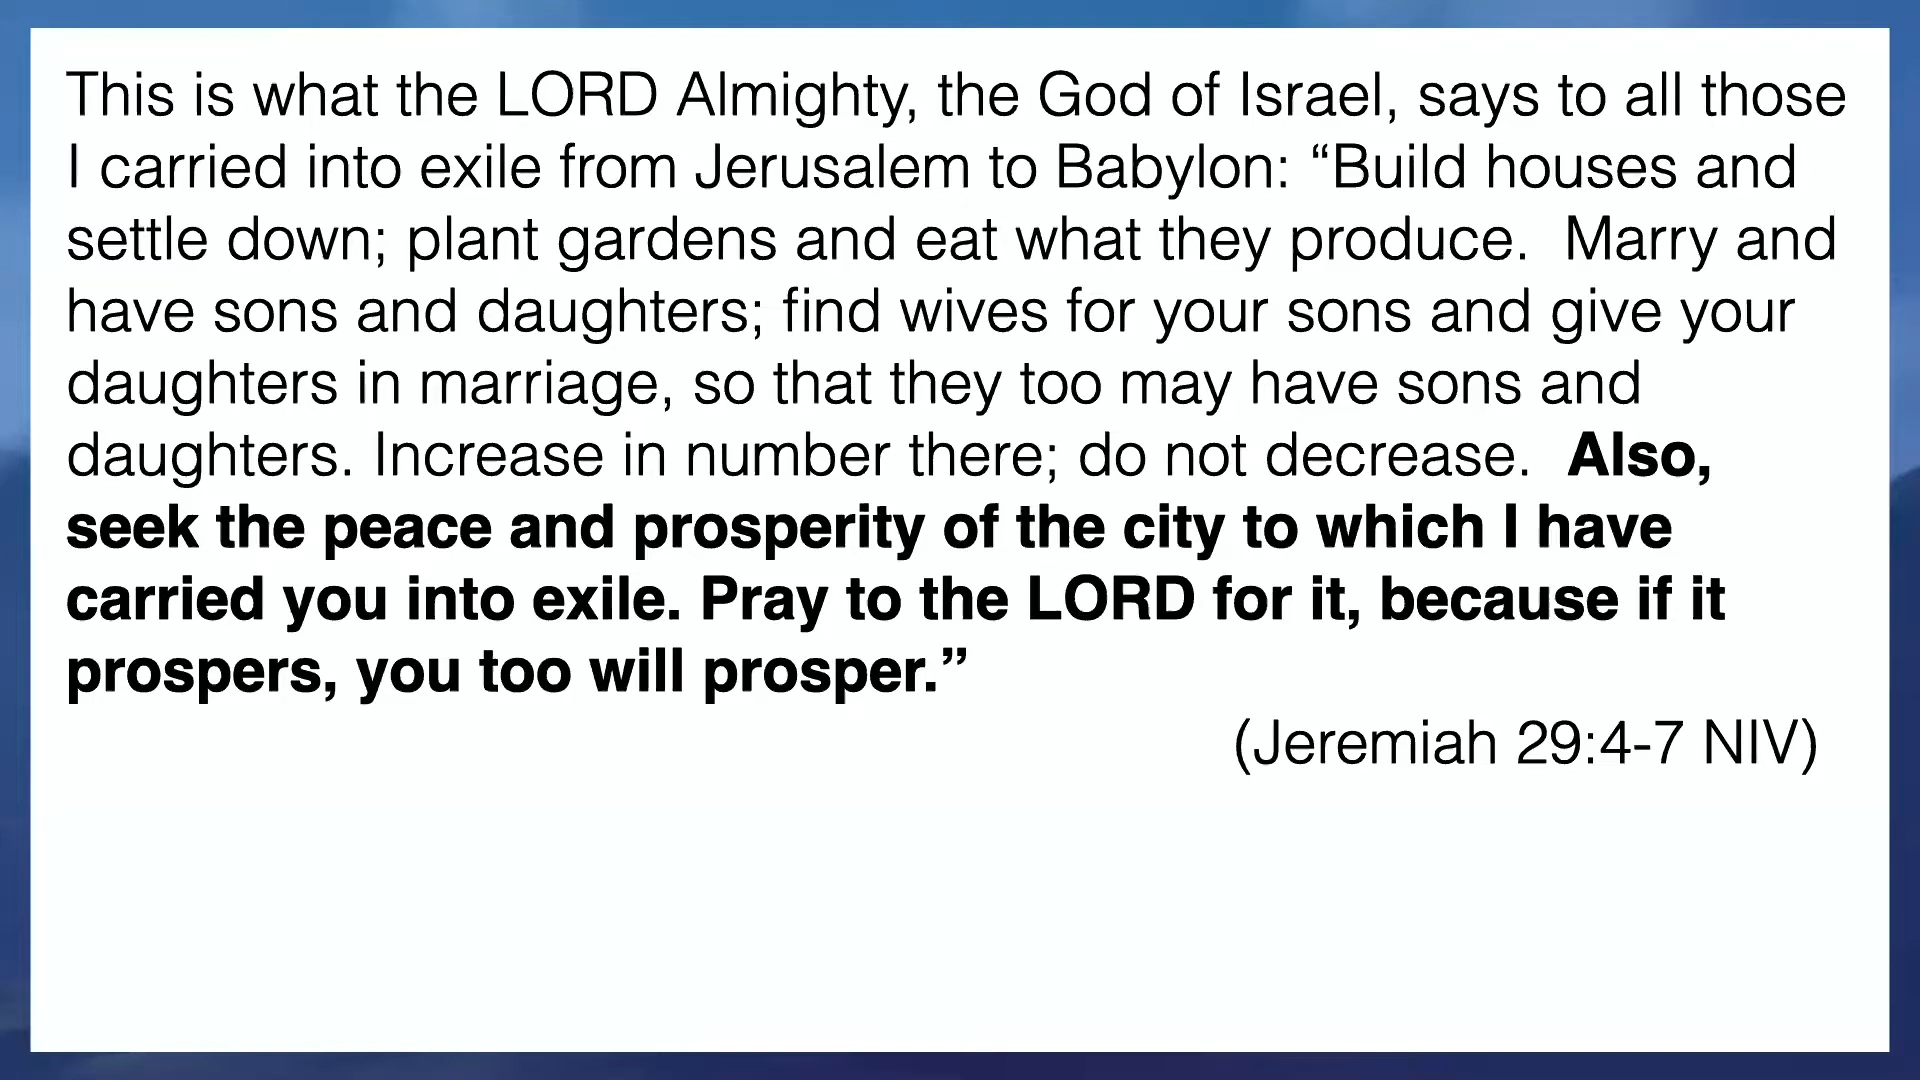 This is what the LORD Almighty, the God of Israel, says to all those
I carried into exile from Jerusalem to Babylon: “Build houses and
settle down; plant gardens and eat what they produce.  Marry and
have sons and daughters; find wives for your sons and give your
daughters in marriage, so that they too may have sons and
daughters. Increase in number there; do not decrease.  Also,
seek the peace and prosperity of the city to which I have
carried you into exile. Pray to the LORD for it, because if it
prospers, you too will prosper.”
(Jeremiah 29:4-7 NIV)